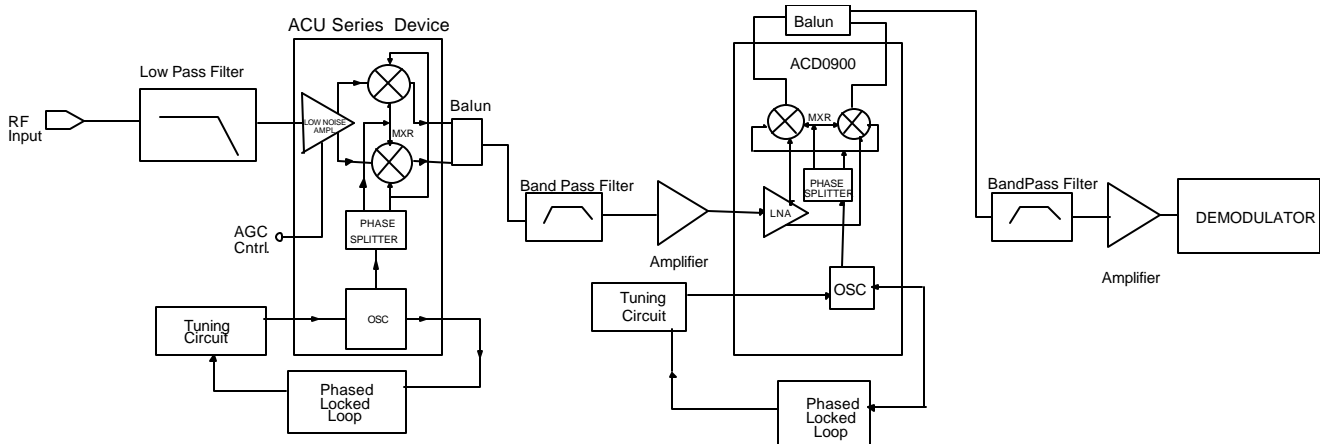 ACU Series Device
Low Pass Filter
RF
Input
LOW NOISE
AMPL
MXR
Balun
PHASE
SPLITTER
AGC
Cntrl.
Tuning
Circuit
OSC
Phased
Locked
Loop
Band Pass Filter
Amplifier
Balun
ACD0900
MXR
PHASE
SPLITTER
LNA
OSC
Tuning
Circuit
Phased
Locked
Loop
BandPass Filter
Amplifier
DEMODULATOR